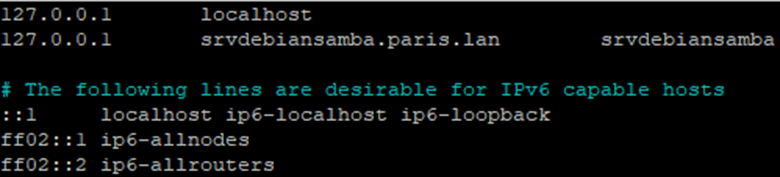 127.0.0.1 localhost
127.0.0.1 srvdebiansamba.paris.lan srvdebiansamba
# The following lines are desirable for IPv6 capable hosts
::1 localhost ip6-localhost ip6-loopback
ff02::1 ip6-allnodes
ff02::2 ip6-allrouters